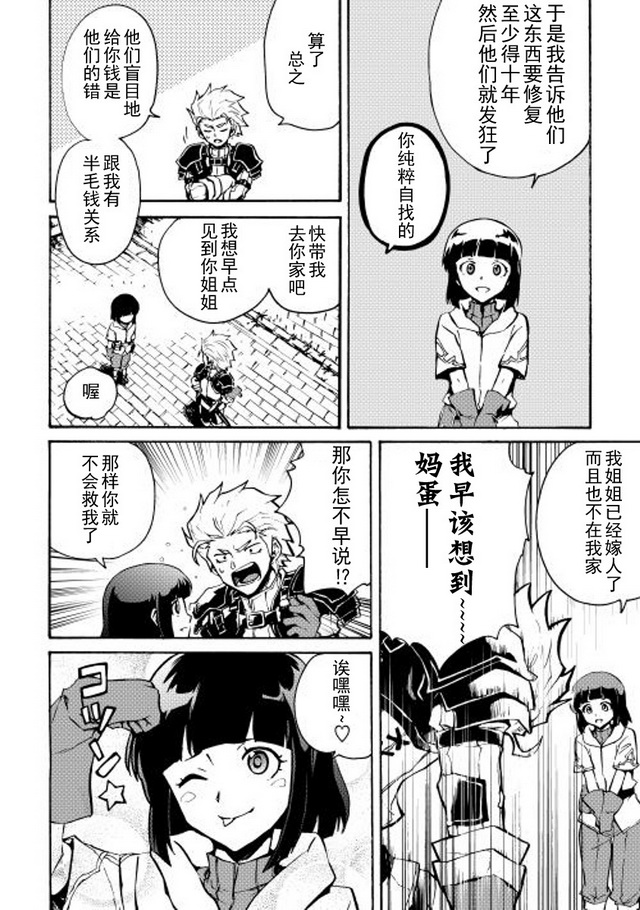 于是我告诉他们
这东西要修复
至少得十年
然后他们就发狂了
你纯粹自找的
算了
总之
他们盲目地
给你钱是
他们的错
跟我有
半毛钱关系
快带我
去你家吧
我想早点
见到你姐姐
喔
我姐姐已经嫁人了
而且也不在我家
我早该想到~~~~
妈蛋——
那你怎不早说!?
那样你就
不会救我了
诶嘿嘿~♡
コツン☆